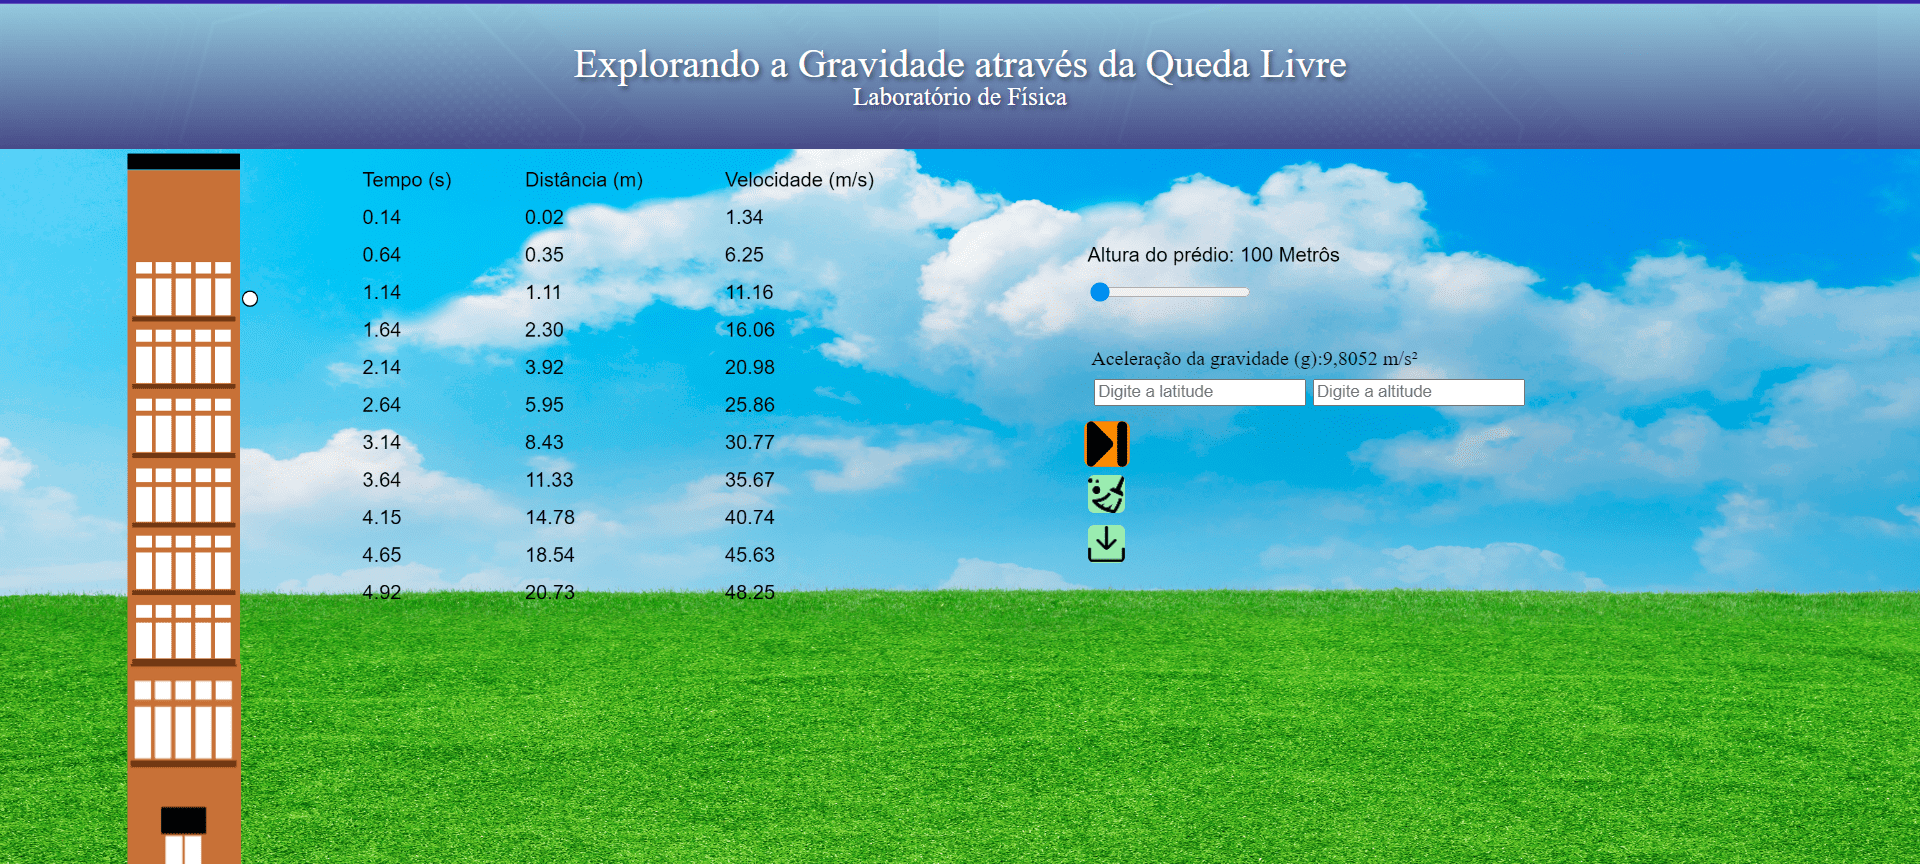 Explorando a Gravidade através da Queda Livre
Laboratório de Física
Tempo (s) Distância (m) Velocidade (m/s)
0.14 0.02 1.34
0.64 0.35 6.25
1.14 1.11 11.16
1.64 2.30 16.06
2.14 3.92 20.98
2.64 5.95 25.86
3.14 8.43 30.77
3.64 11.33 35.67
4.15 14.78 40.74
4.65 18.54 45.63
4.92 20.73 48.25
Altura do prédio: 100 Metrôs
Aceleração da gravidade (g):9,8052 m/s²
Digite a latitude Digite a altitude